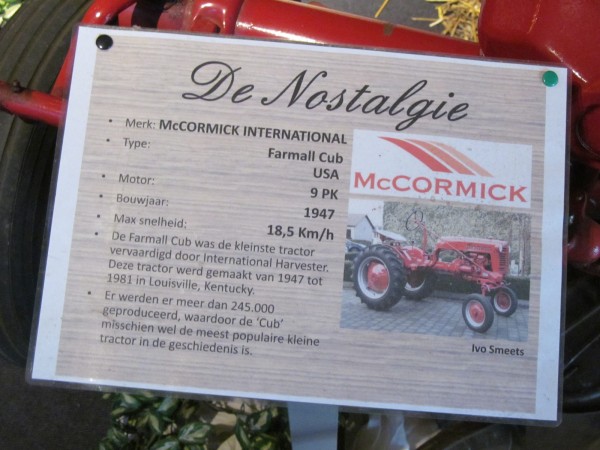 De Nostalgie
• Merk: McCORMICK INTERNATIONAL
• Type: Farmall Cub
USA
• Motor: 9 PK
• Bouwjaar: 1947
• Max snelheid: 18,5 Km/h
• De Farmall Cub was de kleinste tractor
vervaardigd door International Harvester.
Deze tractor werd gemaakt van 1947 tot
1981 in Louisville, Kentucky.
• Er werden er meer dan 245.000
geproduceerd, waardoor de 'Cub'
misschien wel de meest populaire kleine
tractor in de geschiedenis is.
McCORMICK
Ivo Smeets